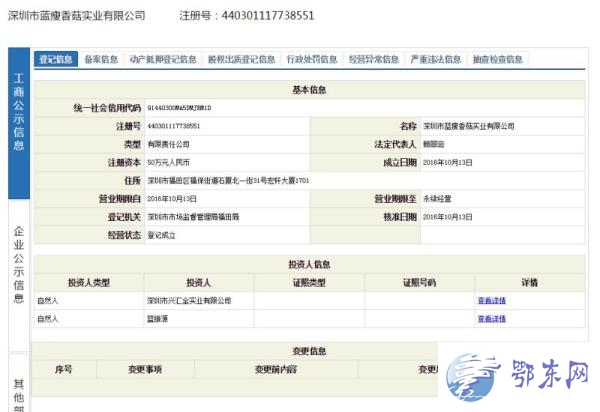 深圳市蓝瘦香菇实业有限公司 注册号：440301117738551
登记信息 备案信息 动产抵押登记信息 股权出质登记信息 行政处罚信息 经营异常信息 严重违法信息 抽查检查信息
工商公示信息
企业公示信息
其他部
基本信息
统一社会信用代码
注册号 440301117738551 名称 深圳市蓝瘦香菇实业有限公司
类型 有限责任公司 法定代表人
注册资本 50万元人民币 成立日期 2016年10月13日
住所 深圳市福田区福保街道石厦北一街31号宏轩大厦1701
营业期限自 2016年10月13日 营业期限至 永续经营
登记机关 深圳市市场监督管理局福田局 核准日期 2016年10月13日
经营状态 登记成立
投资人信息
投资人类型 投资人 证照类型 证照号码 详情
自然人 深圳市兴汇金实业有限公司 查看详情
自然人 查看详情
变更信息
序号 变更事项 变更前内容 变更
鄂东网